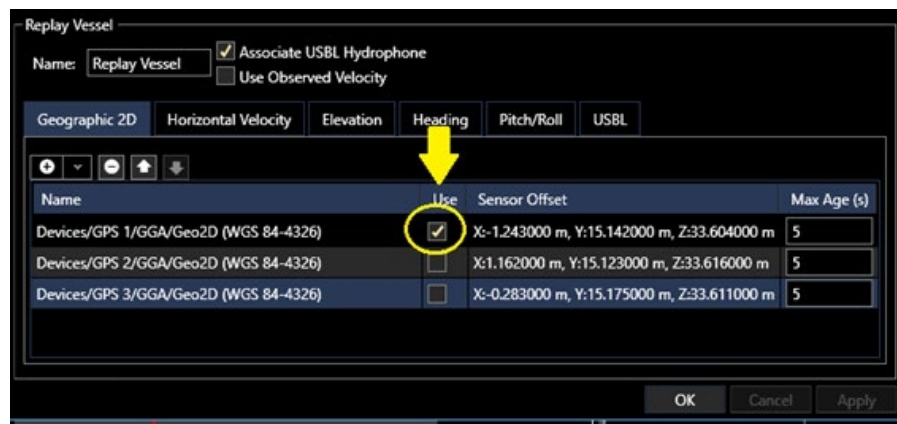 Replay Vessel
Name: Replay Vessel
Associate USBL Hydrophone
Use Observed Velocity
Geographic 2D Horizontal Velocity Elevation Heading Pitch/Roll USBL
Name Use Sensor Offset Max Age (s)
Devices/GPS 1/GGA/Geo2D (WGS 84-4326) X:-1.243000 m, Y:15.142000 m, Z:33.604000 m 5
Devices/GPS 2/GGA/Geo2D (WGS 84-4326) X:1.162000 m, Y:15.123000 m, Z:33.616000 m 5
Devices/GPS 3/GGA/Geo2D (WGS 84-4326) X:-0.283000 m, Y:15.175000 m, Z:33.611000 m 5
OK Cancel Apply